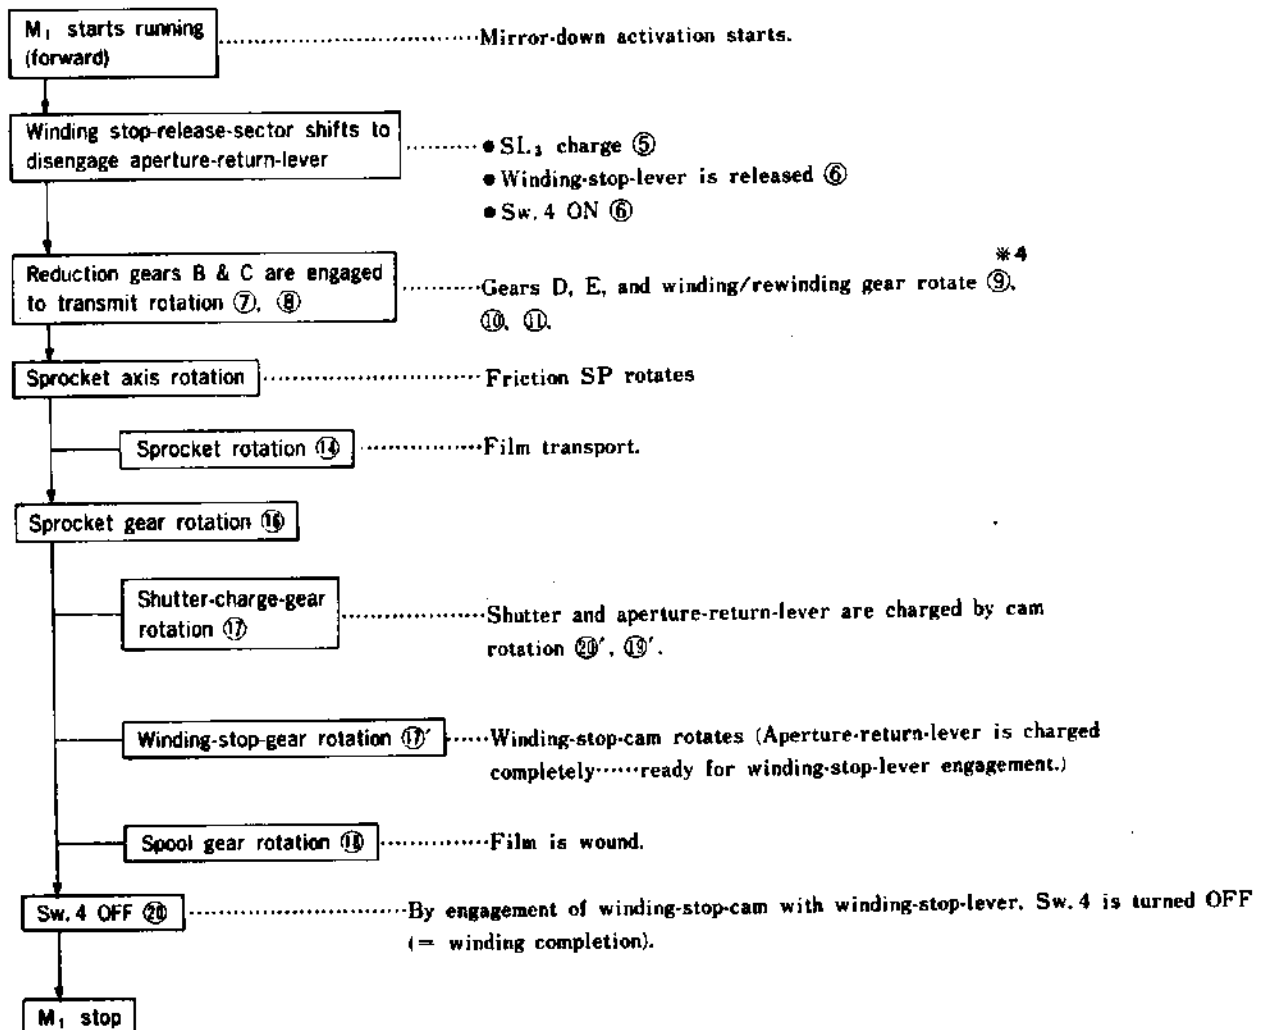 M₁ starts running
(forward)
Mirror-down activation starts.
Winding stop-release-sector shifts to
disengage aperture-return-lever
● SL₃ charge ⑤
● Winding-stop-lever is released ⑥
● Sw. 4 ON ⑥
Reduction gears B & C are engaged
to transmit rotation ⑦, ⑧
※4
Gears D, E, and winding/rewinding gear rotate ⑨,
⑩, ⑪.
Sprocket axis rotation
Friction SP rotates
Sprocket rotation ⑭
Film transport.
Sprocket gear rotation ⑯
Shutter-charge-gear
rotation ⑰
Shutter and aperture-return-lever are charged by cam
rotation ⑳′, ⑲′.
Winding-stop-gear rotation ⑰′
Winding-stop-cam rotates (Aperture-return-lever is charged
completely……ready for winding-stop-lever engagement.)
Spool gear rotation ⑱
Film is wound.
Sw. 4 OFF ⑳
By engagement of winding-stop-cam with winding-stop-lever, Sw. 4 is turned OFF
(= winding completion).
M₁ stop